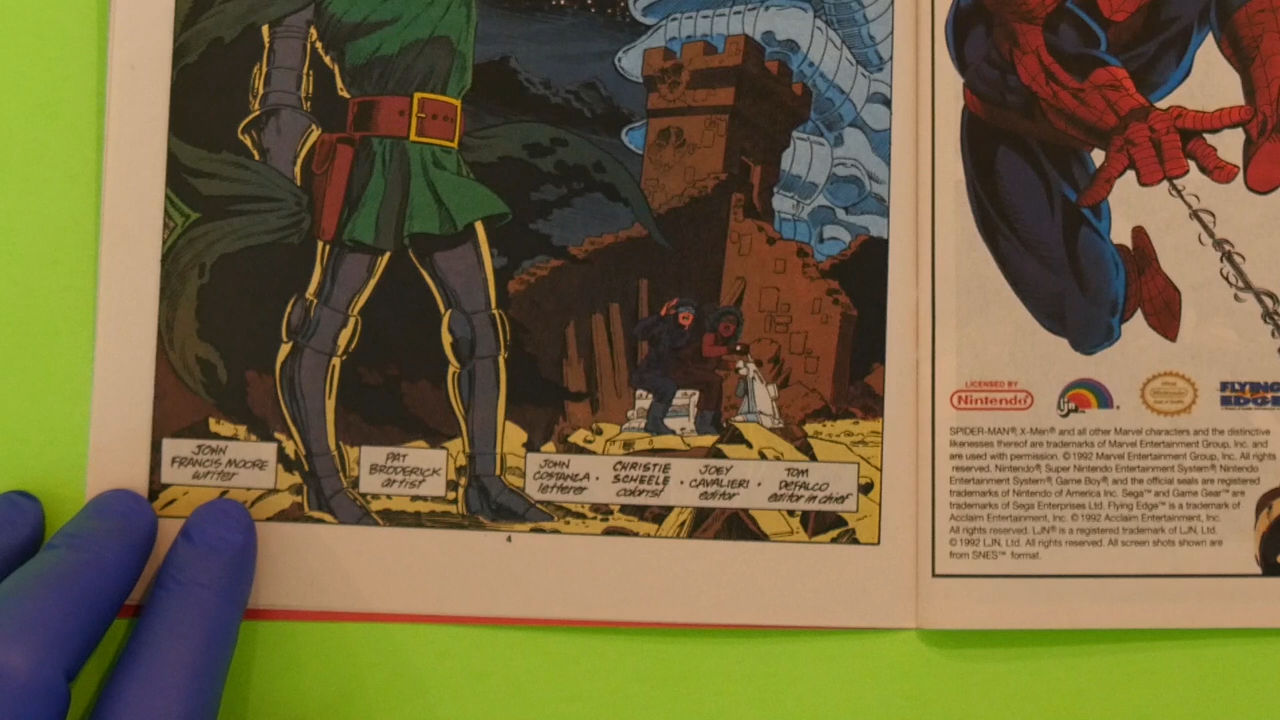 JOHN
FRANCIS MOORE
writer
PAT
BRODERICK
artist
JOHN
COSTANZA •
letterer
CHRISTIE
SCHEELE •
colorist
JOEY
CAVALIERI •
editor
TOM
DEFALCO
editor in chief
4
LICENSED BY
Nintendo®
LJN
FLYING
EDGE
SPIDER-MAN® X-Men® and all other Marvel characters and the distinctive
likenesses thereof are trademarks of Marvel Entertainment Group, Inc. and
are used with permission. © 1992 Marvel Entertainment Group, Inc. All rights
reserved. Nintendo® Super Nintendo Entertainment System® Nintendo
Entertainment System® Game Boy® and the official seals are registered
trademarks of Nintendo of America Inc. Sega™ and Game Gear™ are
trademarks of Sega Enterprises Ltd. Flying Edge™ is a trademark of
Acclaim Entertainment, Inc. © 1992 Acclaim Entertainment, Inc.
All rights reserved. LJN® is a registered trademark of LJN, Ltd.
© 1992 LJN, Ltd. All rights reserved. All screen shots shown are
from SNES™ format.